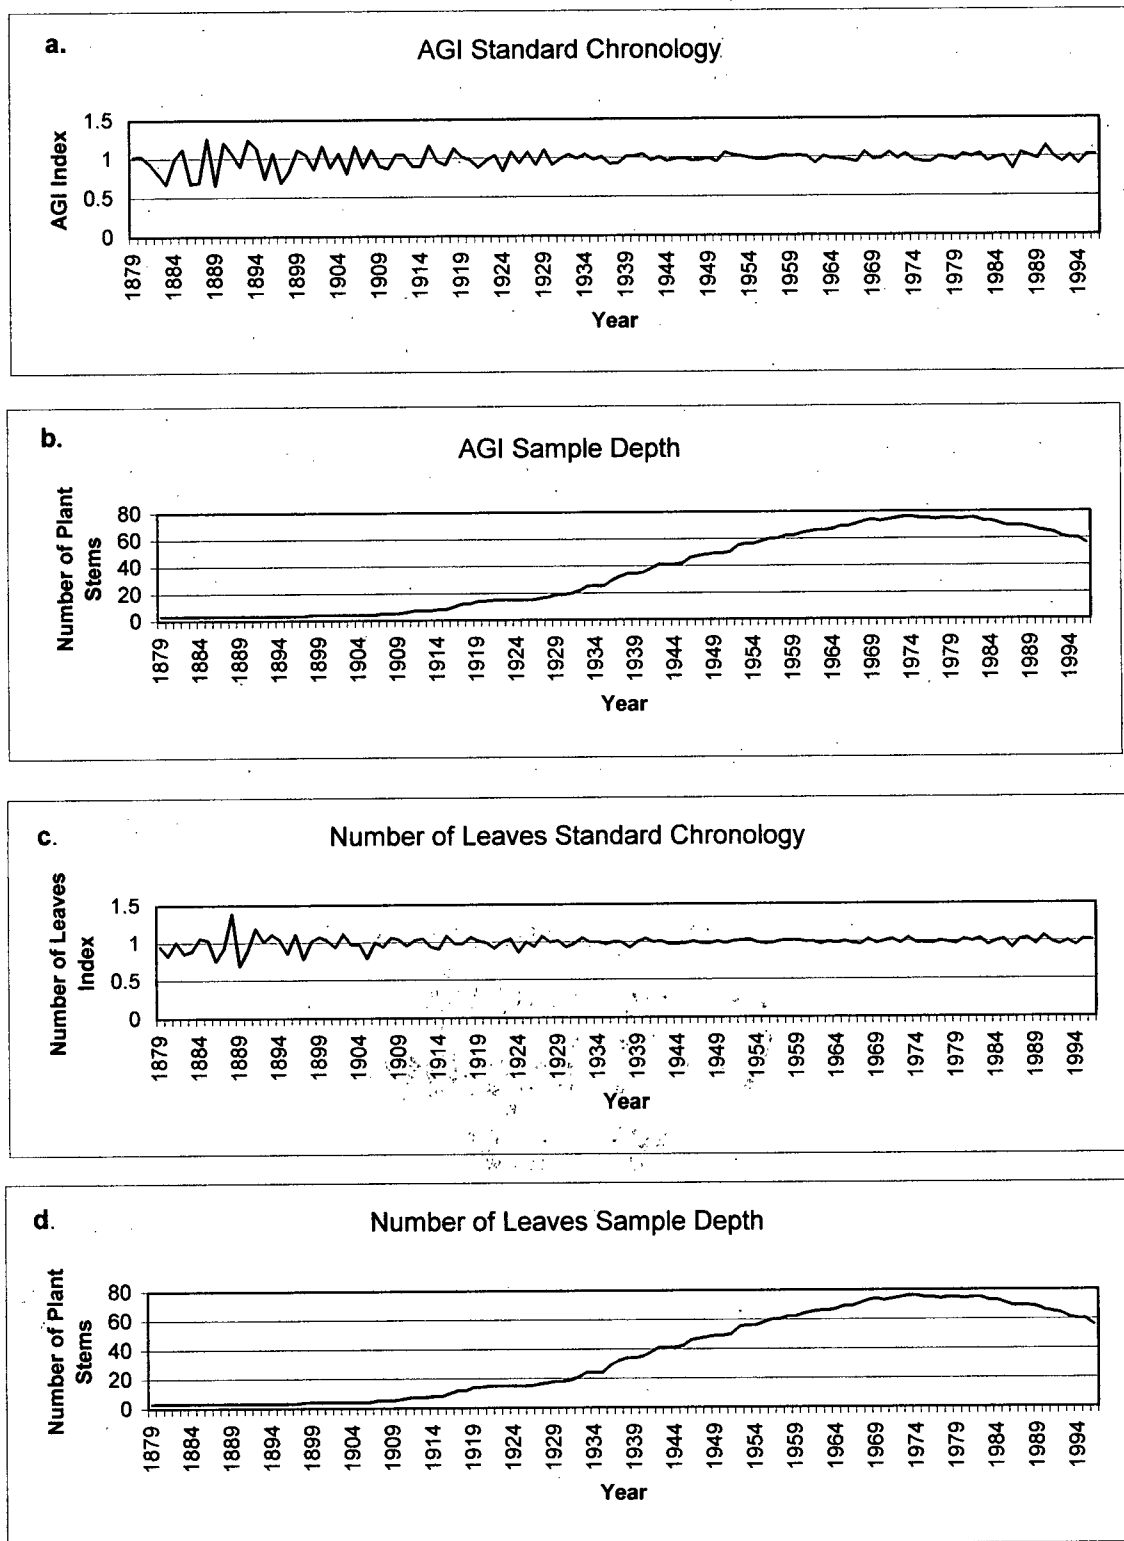 a.
AGI Standard Chronology
AGI Index
1.5
1
0.5
0
1879 1884 1889 1894 1899 1904 1909 1914 1919 1924 1929 1934 1939 1944 1949 1954 1959 1964 1969 1974 1979 1984 1989 1994
Year
b.
AGI Sample Depth
Number of Plant
Stems
80
60
40
20
0
1879 1884 1889 1894 1899 1904 1909 1914 1919 1924 1929 1934 1939 1944 1949 1954 1959 1964 1969 1974 1979 1984 1989 1994
Year
c.
Number of Leaves Standard Chronology
Number of Leaves
Index
1.5
1
0.5
0
1879 1884 1889 1894 1899 1904 1909 1914 1919 1924 1929 1934 1939 1944 1949 1954 1959 1964 1969 1974 1979 1984 1989 1994
Year
d.
Number of Leaves Sample Depth
Number of Plant
Stems
80
60
40
20
0
1879 1884 1889 1894 1899 1904 1909 1914 1919 1924 1929 1934 1939 1944 1949 1954 1959 1964 1969 1974 1979 1984 1989 1994
Year